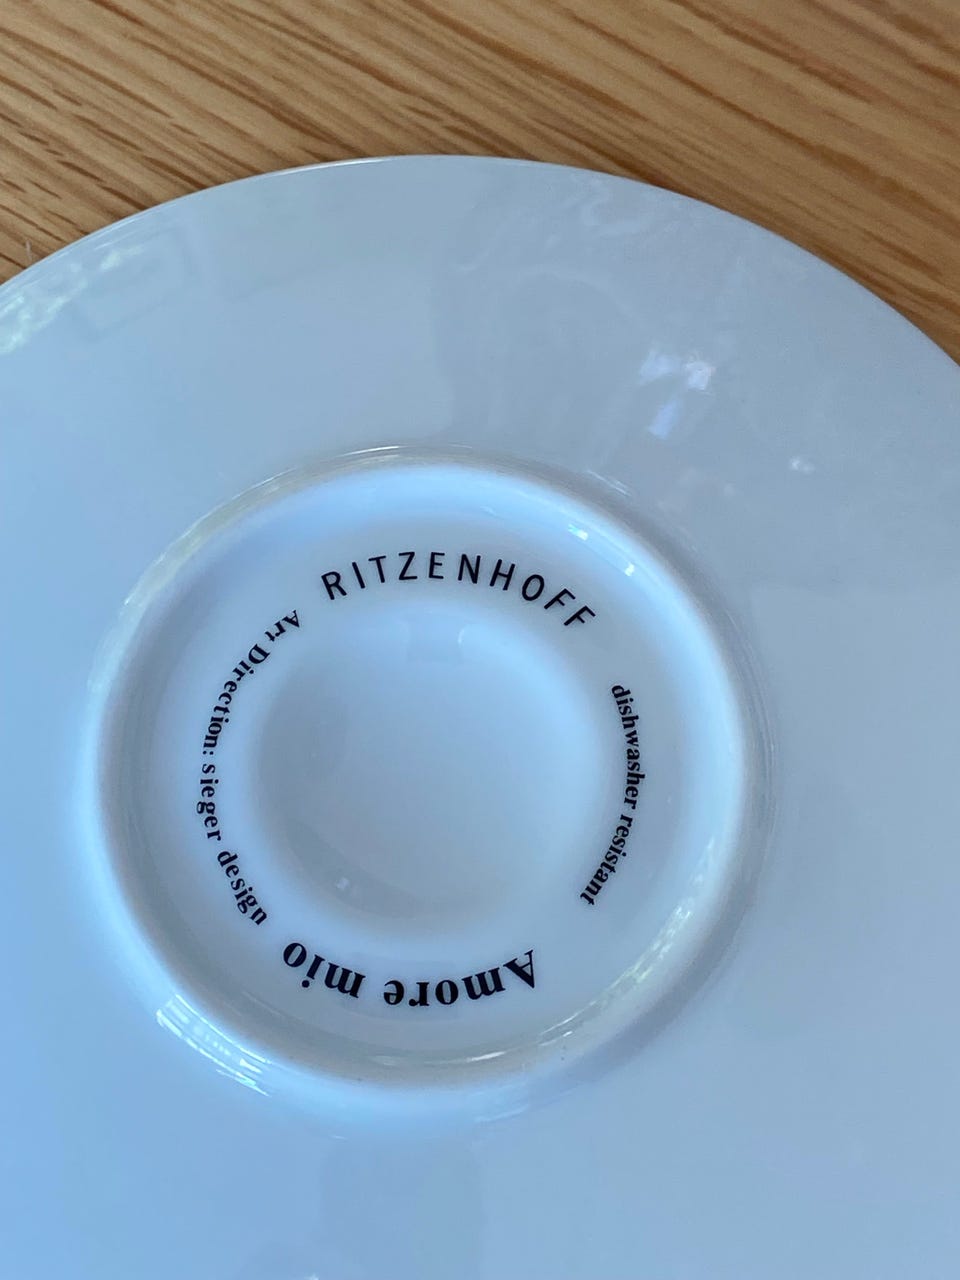 RITZENHOFF
dishwasher resistant
Amore mio
Art Direction: sieger design